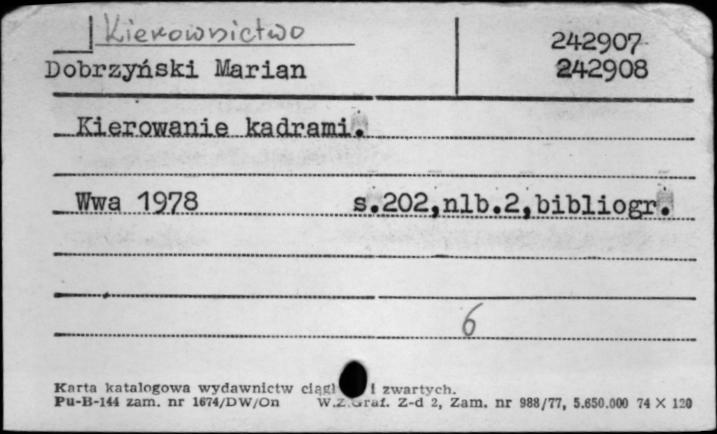 Kierownictwo
242907
Dobrzyński Marian 242908
Kierowanie kadrami.
Wwa 1978 s.202,nlb.2,bibliogr.
6
Karta katalogowa wydawnictw ciągł i zwartych.
Pu-B-144 zam. nr 1674/DW/On W.Z.Graf. Z-d 2, Zam. nr 988/77, 5.650.000 74 X 120